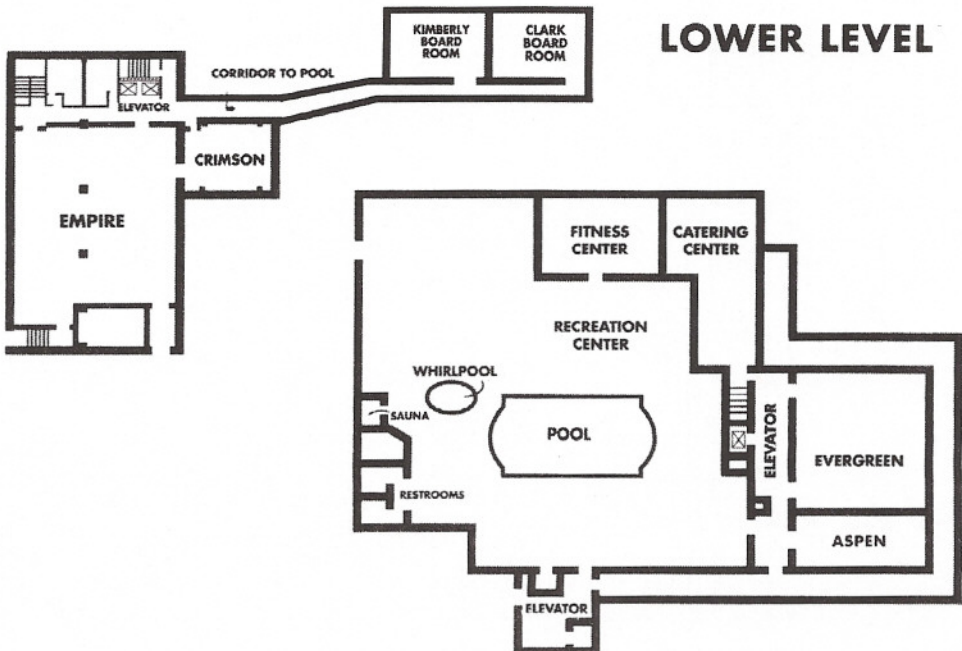 LOWER LEVEL
KIMBERLY
BOARD
ROOM
CLARK
BOARD
ROOM
CORRIDOR TO POOL
ELEVATOR
CRIMSON
EMPIRE
FITNESS
CENTER
CATERING
CENTER
RECREATION
CENTER
WHIRLPOOL
SAUNA
POOL
ELEVATOR
EVERGREEN
RESTROOMS
ASPEN
ELEVATOR